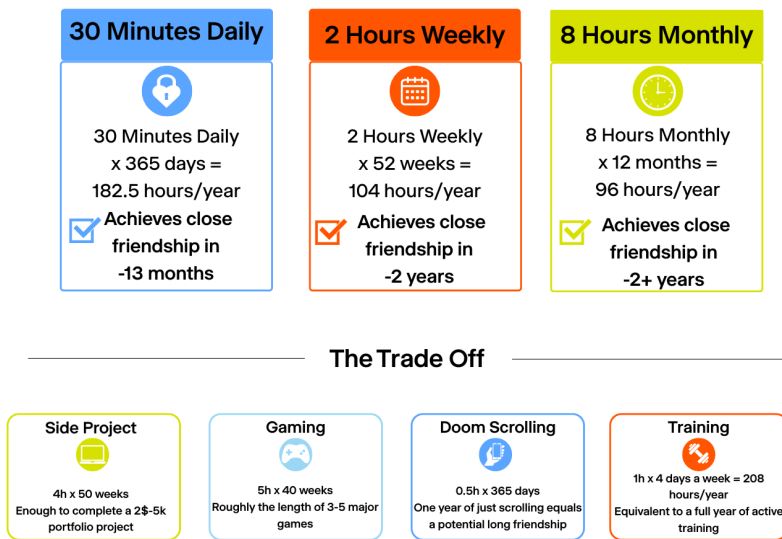 30 Minutes Daily
30 Minutes Daily
x 365 days =
182.5 hours/year
Achieves close
friendship in
-13 months
2 Hours Weekly
2 Hours Weekly
x 52 weeks =
104 hours/year
Achieves close
friendship in
-2 years
8 Hours Monthly
8 Hours Monthly
x 12 months =
96 hours/year
Achieves close
friendship in
-2+ years
The Trade Off
Side Project
4h x 50 weeks
Enough to complete a 2$-5k
portfolio project
Gaming
5h x 40 weeks
Roughly the length of 3-5 major
games
Doom Scrolling
0.5h x 365 days
One year of just scrolling equals
a potential long friendship
Training
1h x 4 days a week = 208
hours/year
Equivalent to a full year of active
training